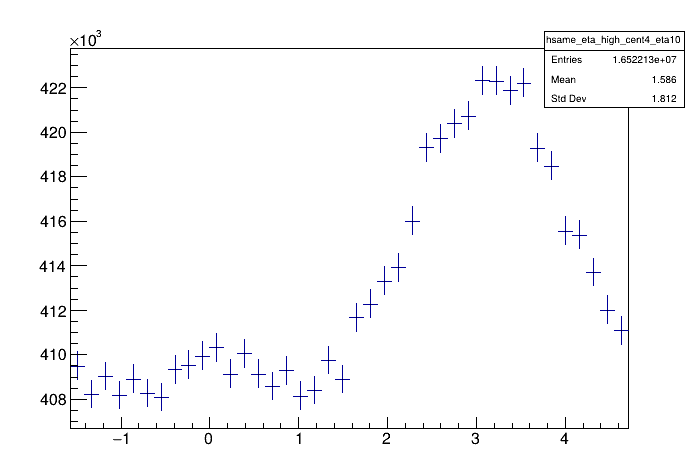 ×10³
hsame_eta_high_cent4_eta10
Entries 1.652213e+07
Mean 1.586
Std Dev 1.812
422
420
418
416
414
412
410
408
−1 0 1 2 3 4